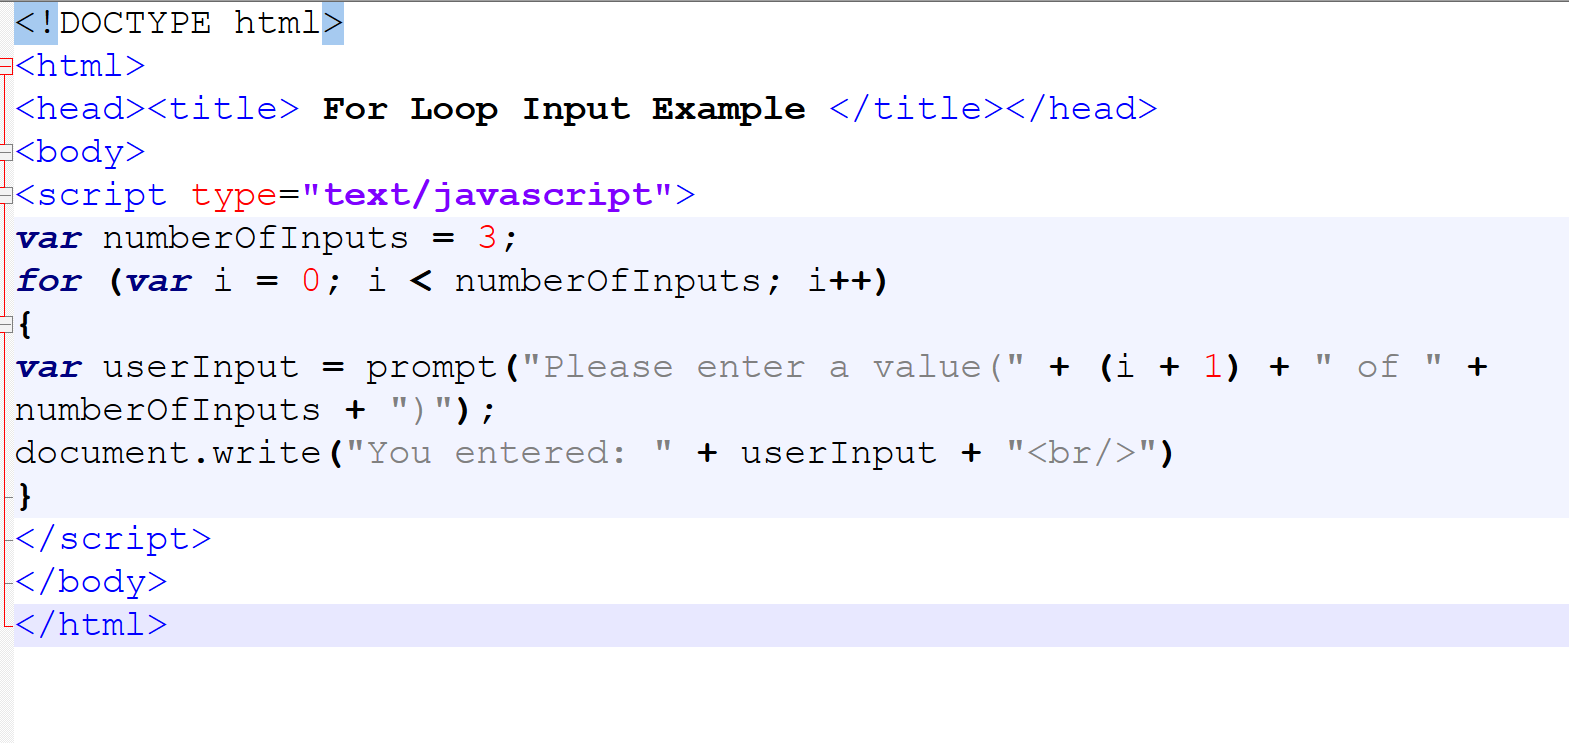 <!DOCTYPE html>
<html>
<head><title> For Loop Input Example </title></head>
<body>
<script type="text/javascript">
var numberOfInputs = 3;
for (var i = 0; i < numberOfInputs; i++)
{
var userInput = prompt("Please enter a value(" + (i + 1) + " of " +
numberOfInputs + ")");
document.write("You entered: " + userInput + "<br/>")
}
</script>
</body>
</html>